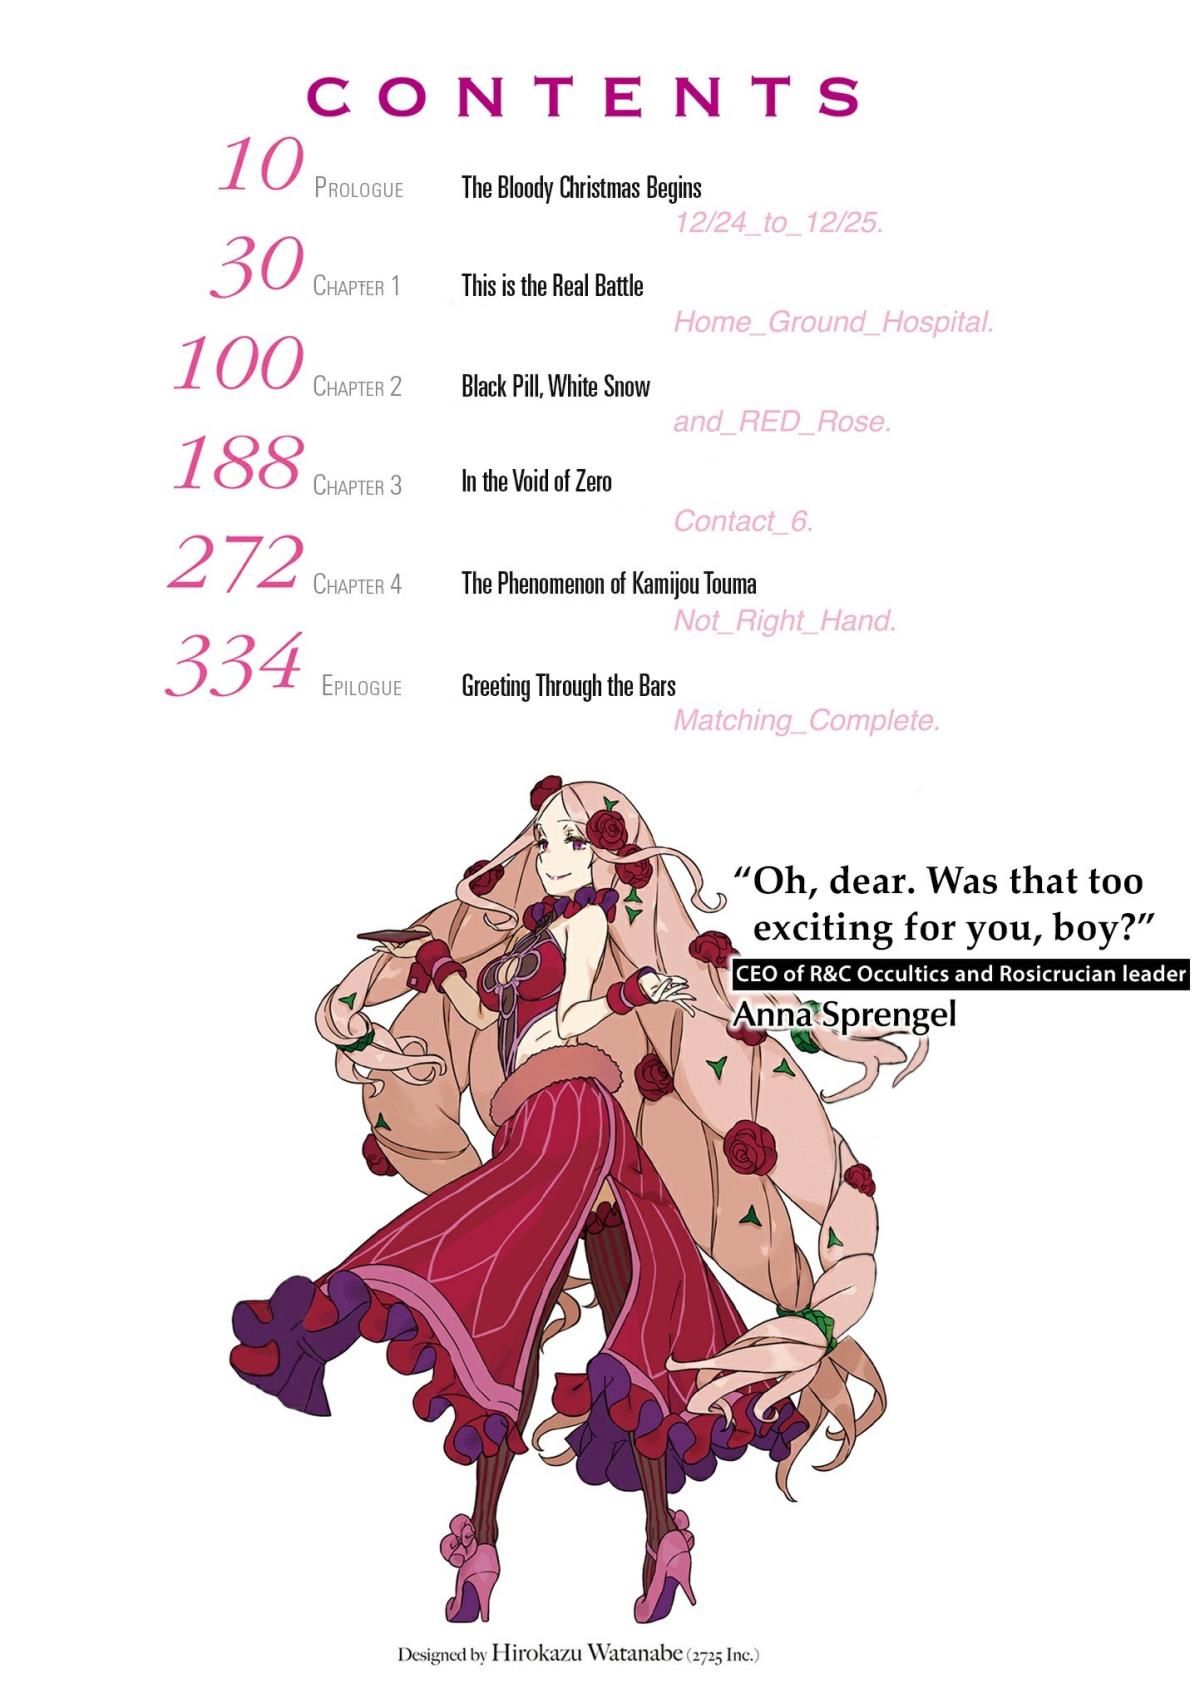 CONTENTS
10 PROLOGUE The Bloody Christmas Begins
12/24_to_12/25.
30 CHAPTER 1 This is the Real Battle
Home_Ground_Hospital.
100 CHAPTER 2 Black Pill, White Snow
and_RED_Rose.
188 CHAPTER 3 In the Void of Zero
Contact_6.
272 CHAPTER 4 The Phenomenon of Kamijou Touma
Not_Right_Hand.
334 EPILOGUE Greeting Through the Bars
Matching_Complete.
“Oh, dear. Was that too
exciting for you, boy?”
CEO of R&C Occultics and Rosicrucian leader
Anna Sprengel
Designed by Hirokazu Watanabe (2725 Inc.)